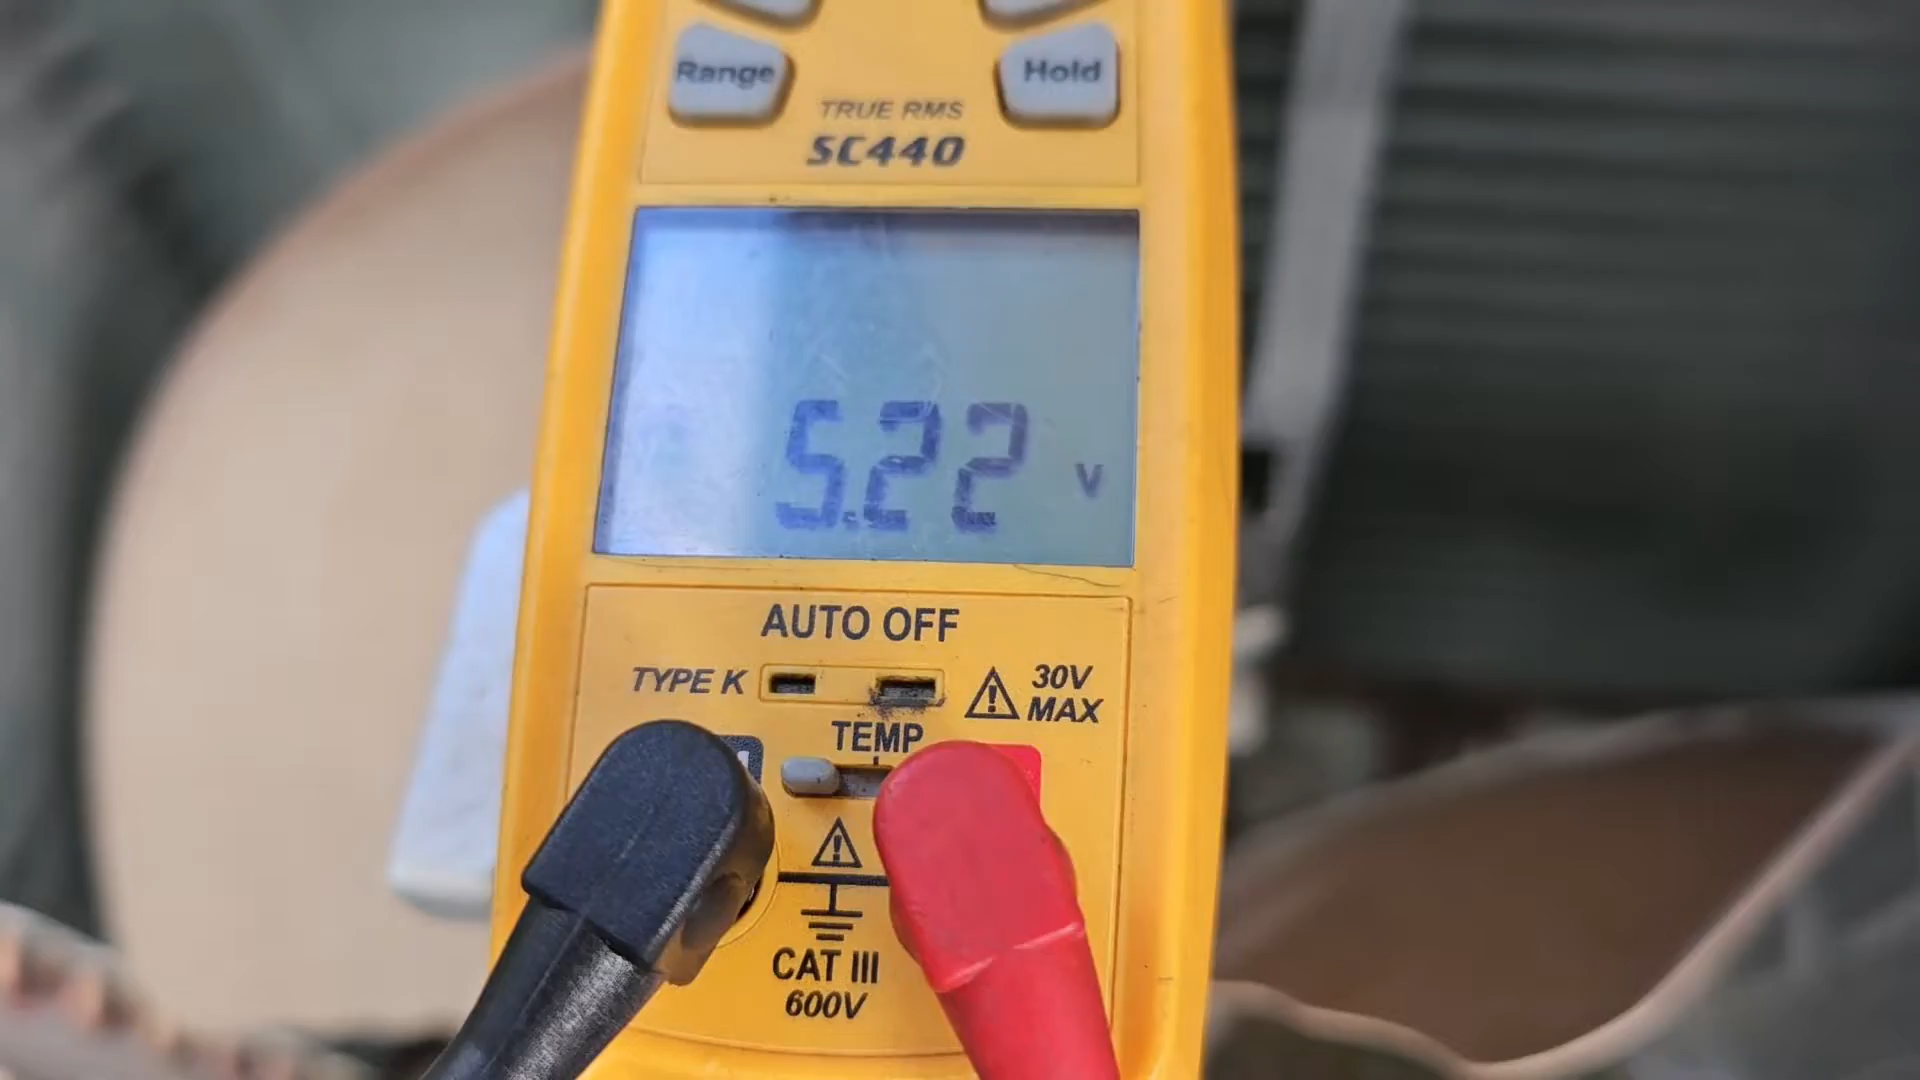 Range
Hold
TRUE RMS
SC440
5.22 V
AUTO OFF
TYPE K
30V
MAX
TEMP
CAT III
600V